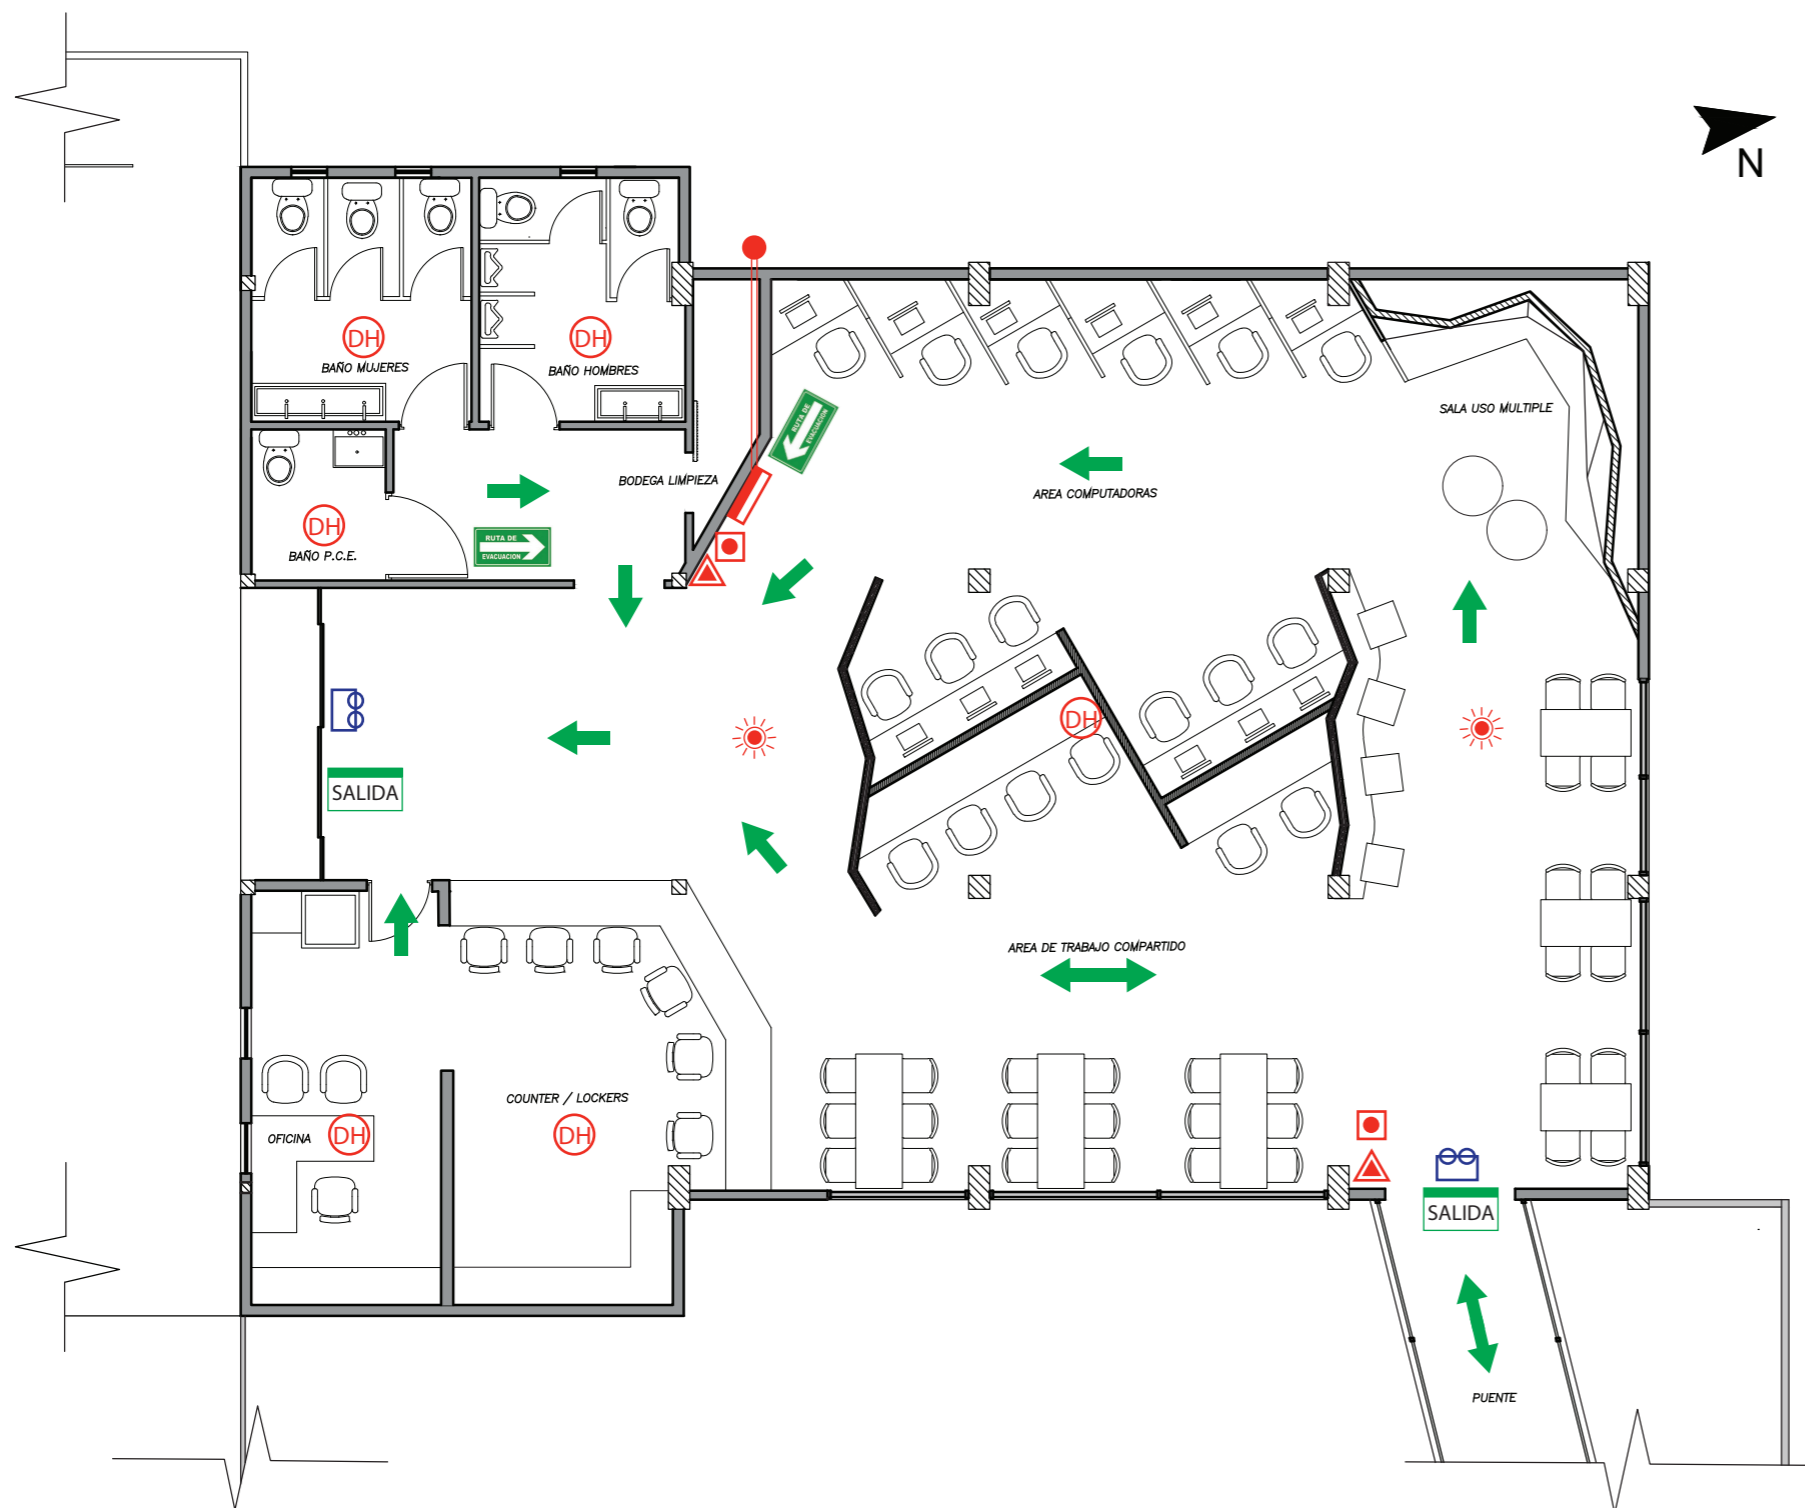 N
DH
BAÑO MUJERES
DH
BAÑO HOMBRES
RUTA DE
EVACUACION
SALA USO MULTIPLE
BODEGA LIMPIEZA
AREA COMPUTADORAS
DH
BAÑO P.C.E.
RUTA DE
EVACUACION
DH
SALIDA
AREA DE TRABAJO COMPARTIDO
COUNTER / LOCKERS
OFICINA
DH
DH
SALIDA
PUENTE